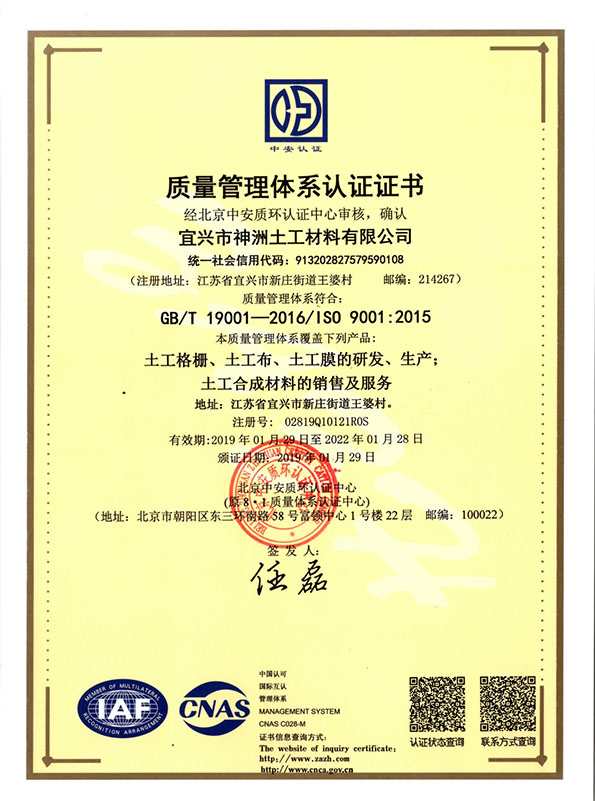 中安认证
质量管理体系认证证书
经北京中安质环认证中心审核，确认
宜兴市神洲土工材料有限公司
统一社会信用代码：913202827579590108
（注册地址：江苏省宜兴市新庄街道王婆村 邮编：214267）
质量管理体系符合：
GB/T 19001—2016/ISO 9001:2015
本质量管理体系覆盖下列产品：
土工格栅、土工布、土工膜的研发、生产；
土工合成材料的销售及服务
地址：江苏省宜兴市新庄街道王婆村。
注册号：02819Q10121R0S
有效期:2019 年 01 月 29 日至 2022 年 01 月 28 日
颁证日期：2019 年 01 月 29 日
北京中安质环认证中心
(原 8·1 质量体系认证中心)
（地址：北京市朝阳区东三环南路 58 号富顿中心 1 号楼 22 层 邮编：100022）
签 发 人：
任磊
MEMBER OF MULTILATERAL
IAF
RECOGNITION ARRANGEMENT
CNAS
中国认可
国际互认
管理体系
MANAGEMENT SYSTEM
CNAS C028-M
证书信息查询方式：
The website of inquiry certificate:
http://www.zazh.com
http://www.cnca.gov.cn
认证状态查询
联系方式查询